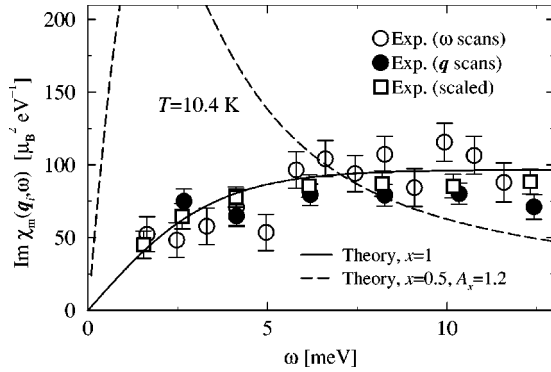 200
150
100
50
0
Im χm(qi,ω) [μB² eV⁻¹]
T=10.4 K
Exp. (ω scans)
Exp. (q scans)
Exp. (scaled)
Theory, x=1
Theory, x=0.5, Ax=1.2
0 5 10
ω [meV]